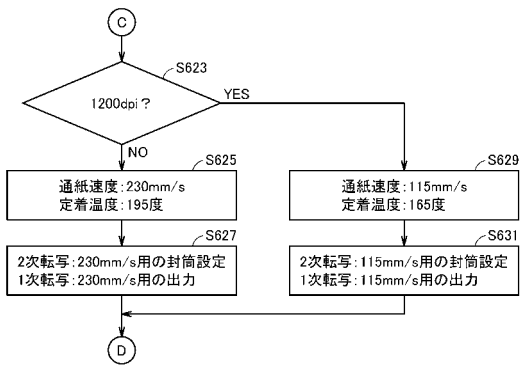 C
S623
1200dpi？
YES
NO
S625
通紙速度：230mm/s
定着温度：195度
S629
通紙速度：115mm/s
定着温度：165度
S627
2次転写：230mm/s用の封筒設定
1次転写：230mm/s用の出力
S631
2次転写：115mm/s用の封筒設定
1次転写：115mm/s用の出力
D